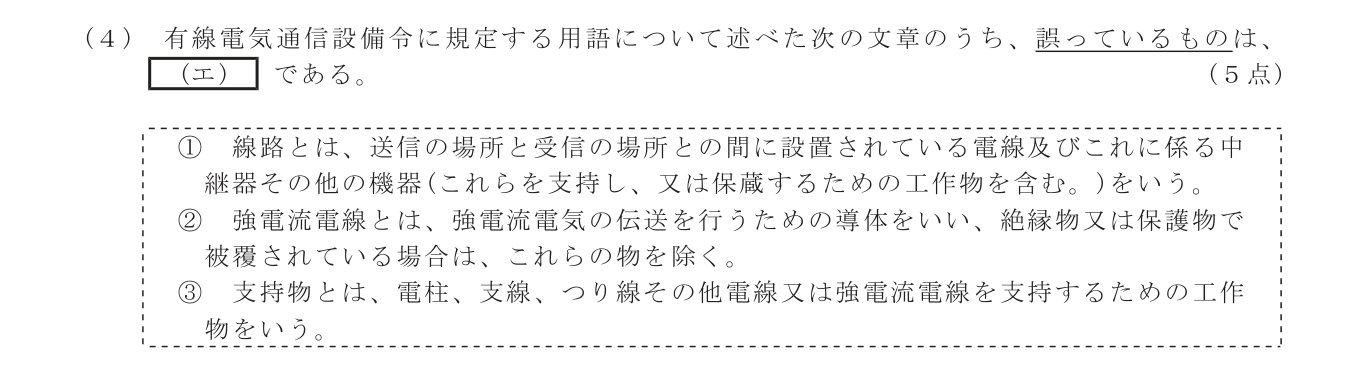 (4) 有線電気通信設備令に規定する用語について述べた次の文章のうち、誤っているものは、
(エ) である。 (5点)
① 線路とは、送信の場所と受信の場所との間に設置されている電線及びこれに係る中
継器その他の機器(これらを支持し、又は保蔵するための工作物を含む。)をいう。
② 強電流電線とは、強電流電気の伝送を行うための導体をいい、絶縁物又は保護物で
被覆されている場合は、これらの物を除く。
③ 支持物とは、電柱、支線、つり線その他電線又は強電流電線を支持するための工作
物をいう。